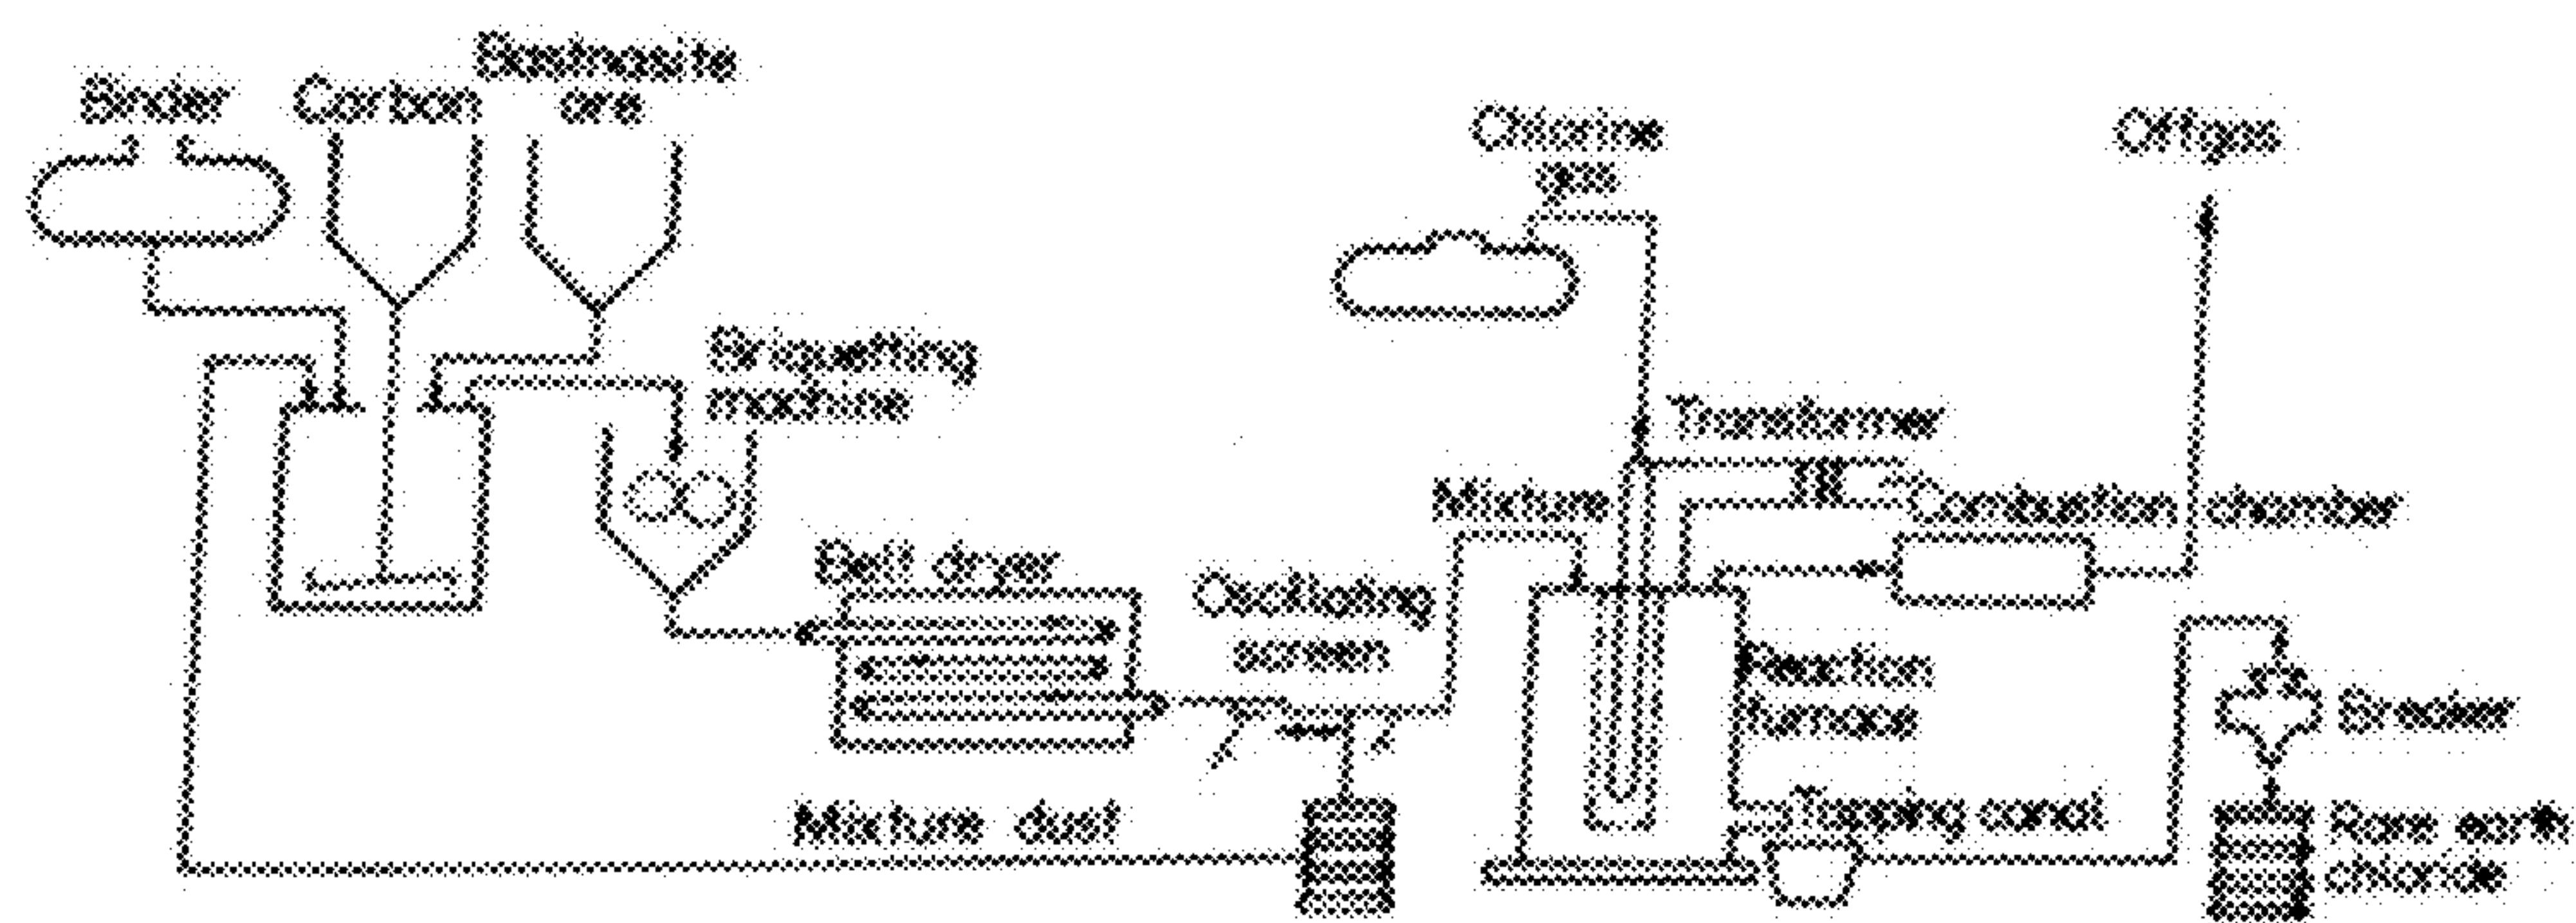 Binder
Carbon
Bastnasite
ore
Chlorine
gas
Offgas
Briquetting
machine
Transformer
Mixture
Combustion chamber
Belt dryer
Oscillating
screen
Reaction
furnace
Breaker
Mixture dust
Tapping canal
Rare earth
chloride